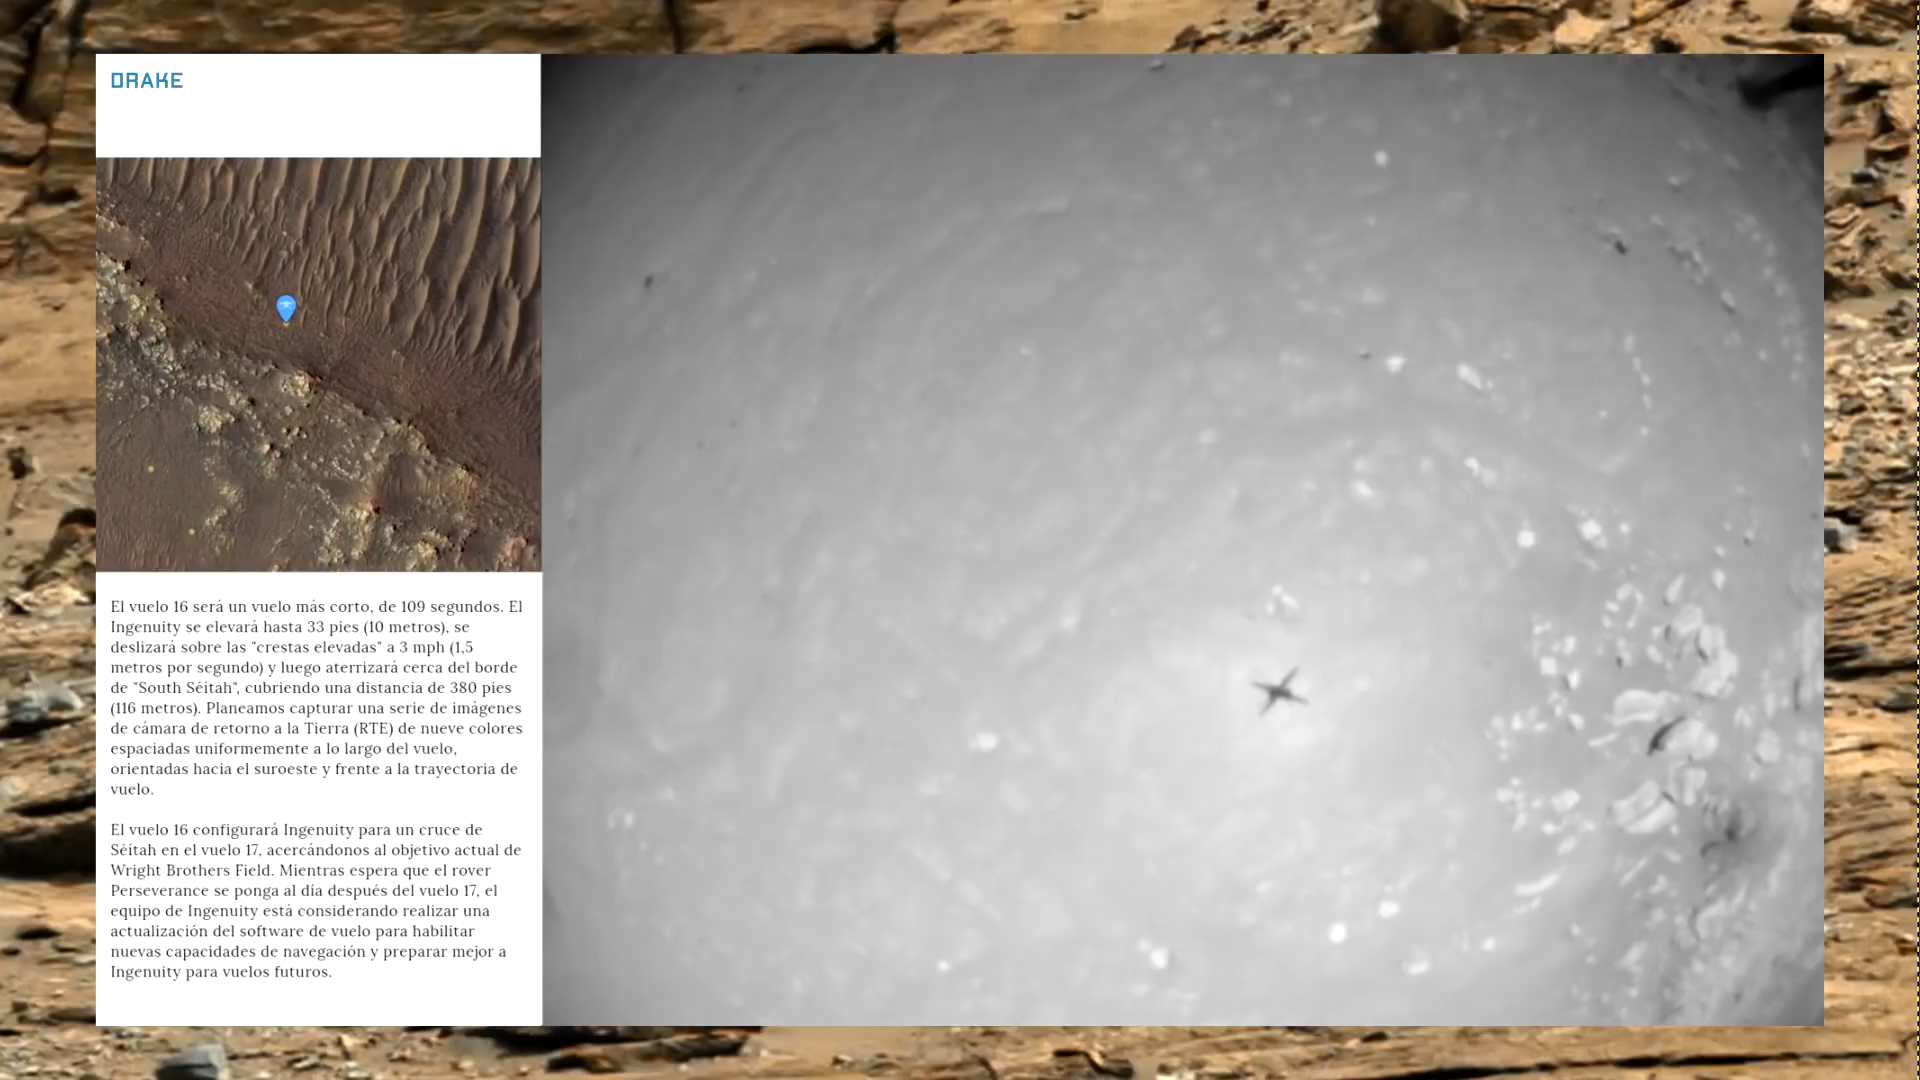 DRAKE
El vuelo 16 será un vuelo más corto, de 109 segundos. El
Ingenuity se elevará hasta 33 pies (10 metros), se
deslizará sobre las "crestas elevadas" a 3 mph (1,5
metros por segundo) y luego aterrizará cerca del borde
de "South Séítah", cubriendo una distancia de 380 pies
(116 metros). Planeamos capturar una serie de imágenes
de cámara de retorno a la Tierra (RTE) de nueve colores
espaciadas uniformemente a lo largo del vuelo,
orientadas hacia el suroeste y frente a la trayectoria de
vuelo.
El vuelo 16 configurará Ingenuity para un cruce de
Séítah en el vuelo 17, acercándonos al objetivo actual de
Wright Brothers Field. Mientras espera que el rover
Perseverance se ponga al día después del vuelo 17, el
equipo de Ingenuity está considerando realizar una
actualización del software de vuelo para habilitar
nuevas capacidades de navegación y preparar mejor a
Ingenuity para vuelos futuros.